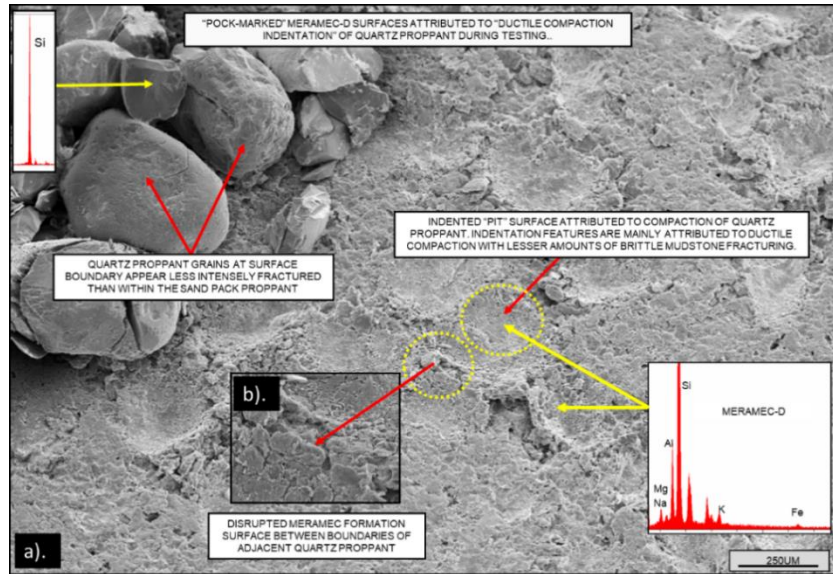 "POCK-MARKED" MERAMEC-D SURFACES ATTRIBUTED TO "DUCTILE COMPACTION
INDENTATION" OF QUARTZ PROPPANT DURING TESTING..
Si
INDENTED "PIT" SURFACE ATTRIBUTED TO COMPACTION OF QUARTZ
PROPPANT. INDENTATION FEATURES ARE MAINLY ATTRIBUTED TO DUCTILE
COMPACTION WITH LESSER AMOUNTS OF BRITTLE MUDSTONE FRACTURING.
QUARTZ PROPPANT GRAINS AT SURFACE
BOUNDARY APPEAR LESS INTENSELY FRACTURED
THAN WITHIN THE SAND PACK PROPPANT
b).
Si
MERAMEC-D
Al
Mg
Na
K
Fe
DISRUPTED MERAMEC FORMATION
SURFACE BETWEEN BOUNDARIES OF
ADJACENT QUARTZ PROPPANT
a).
250UM